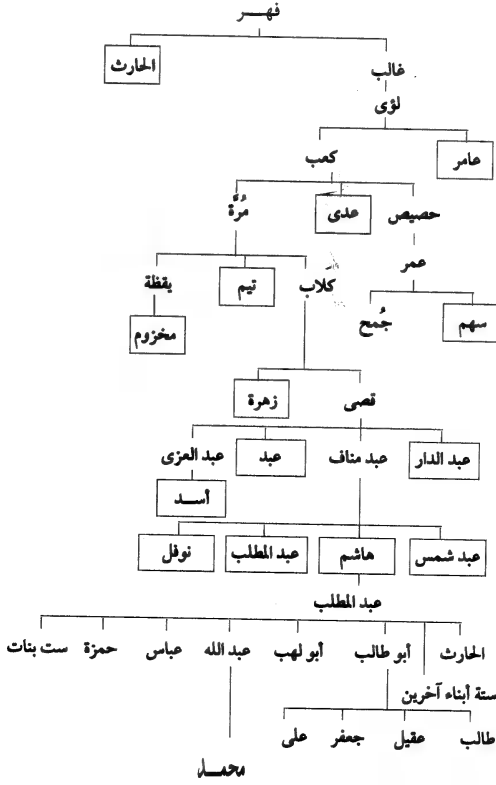 فهر
غالب الحارث
لؤى
عامر كعب
حصيص عدى مُرَّة
عمر كلاب تيم يقظة
سهم جُمح مخزوم
قصى زهرة
عبد الدار عبد مناف عبد عبد العزى
أسد
عبد شمس هاشم عبد المطلب نوفل
عبد المطلب
الحارث أبو طالب أبو لهب عبد الله عباس حمزة ست بنات
ستة أبناء آخرين
طالب عقيل جعفر على
محمد